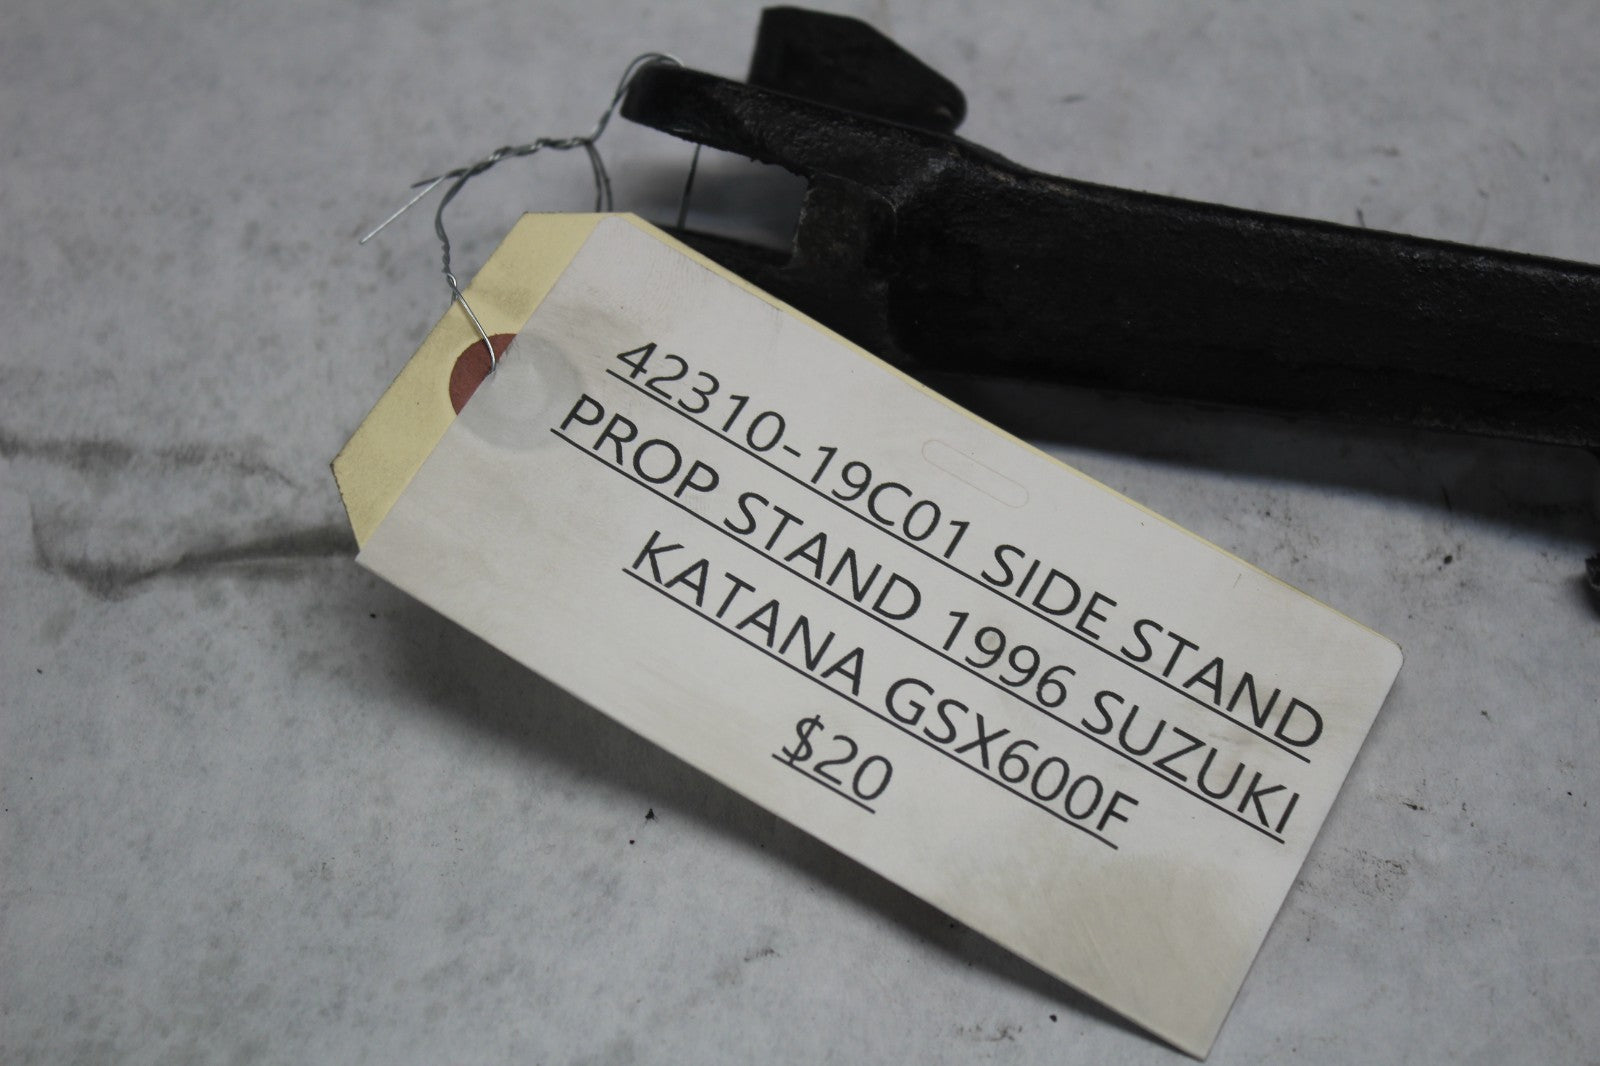 42310-19C01 SIDE STAND
PROP STAND 1996 SUZUKI
KATANA GSX600F
$20